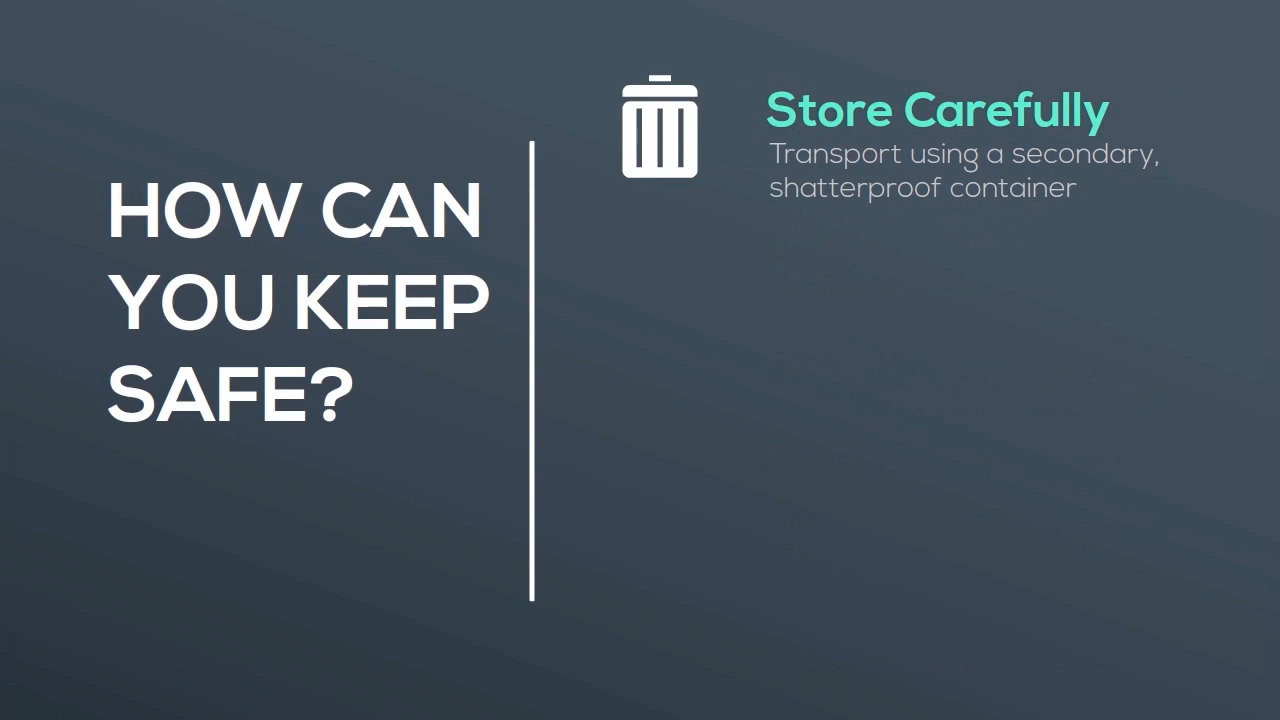 HOW CAN
YOU KEEP
SAFE?
Store Carefully
Transport using a secondary,
shatterproof container